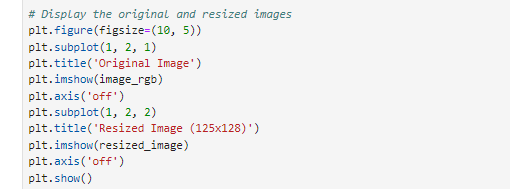 # Display the original and resized images
plt.figure(figsize=(10, 5))
plt.subplot(1, 2, 1)
plt.title('Original Image')
plt.imshow(image_rgb)
plt.axis('off')
plt.subplot(1, 2, 2)
plt.title('Resized Image (125x128)')
plt.imshow(resized_image)
plt.axis('off')
plt.show()